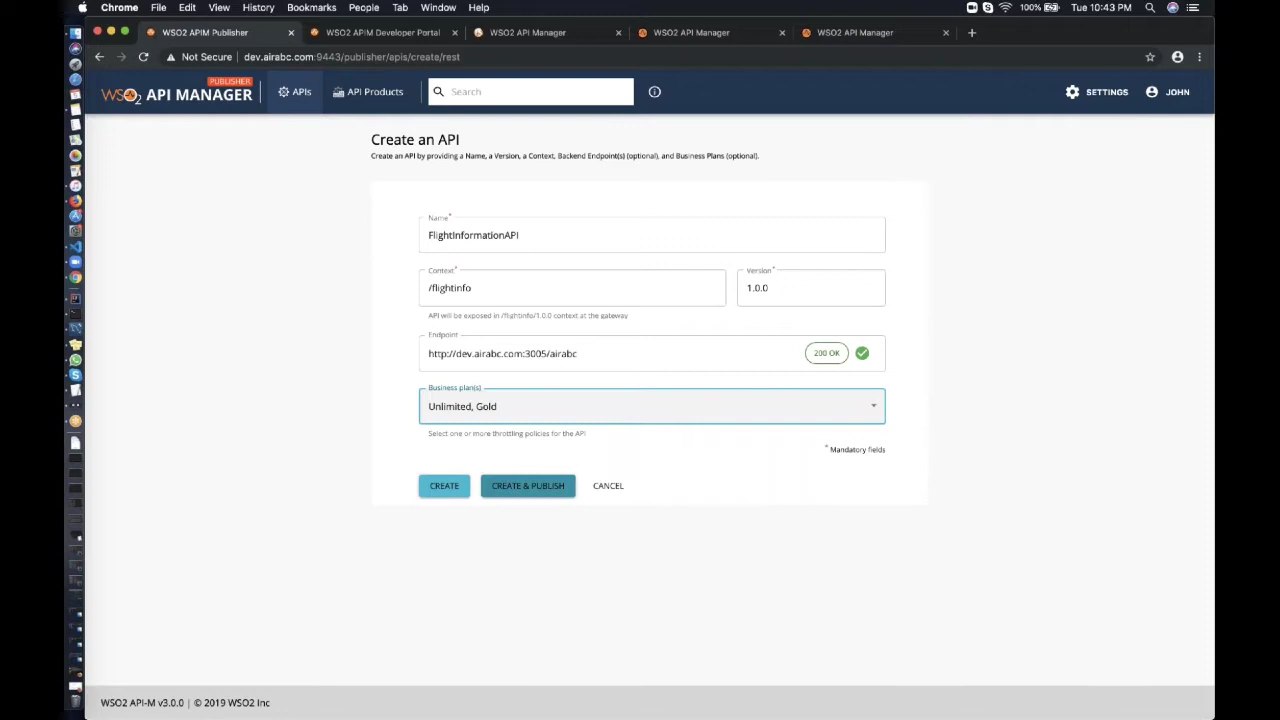 Chrome File Edit View History Bookmarks People Tab Window Help 100% Tue 10:43 PM
WSO2 APIM Publisher WSO2 APIM Developer Portal WSO2 API Manager WSO2 API Manager WSO2 API Manager
Not Secure dev.airabc.com:9443/publisher/apis/create/rest
PUBLISHER
WSO2 API MANAGER APIs API Products Search SETTINGS JOHN
Create an API
Create an API by providing a Name, a Version, a Context, Backend Endpoint(s) (optional), and Business Plans (optional).
Name*
FlightInformationAPI
Context* Version*
/flightinfo 1.0.0
API will be exposed in /flightinfo/1.0.0 context at the gateway
Endpoint
http://dev.airabc.com:3005/airabc 200 OK
Business plan(s)
Unlimited, Gold
Select one or more throttling policies for the API
* Mandatory fields
CREATE CREATE & PUBLISH CANCEL
WSO2 API-M v3.0.0 | © 2019 WSO2 Inc